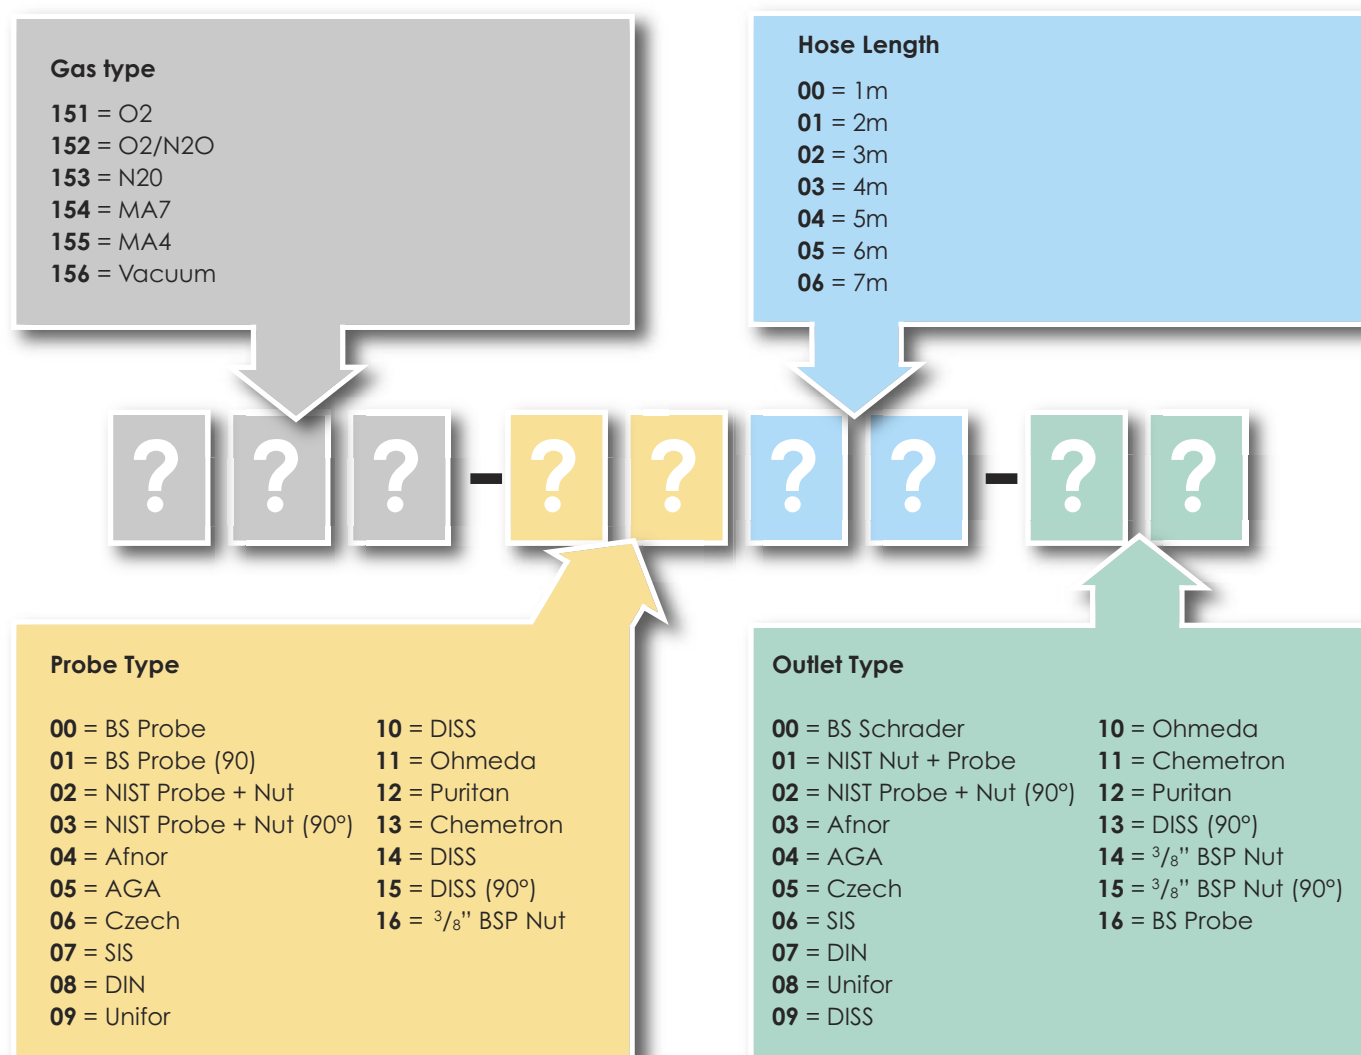 Gas type
151 = O2
152 = O2/N2O
153 = N20
154 = MA7
155 = MA4
156 = Vacuum
Hose Length
00 = 1m
01 = 2m
02 = 3m
03 = 4m
04 = 5m
05 = 6m
06 = 7m
? ? ? - ? ? ? ? - ? ?
Probe Type
00 = BS Probe
01 = BS Probe (90)
02 = NIST Probe + Nut
03 = NIST Probe + Nut (90°)
04 = Afnor
05 = AGA
06 = Czech
07 = SIS
08 = DIN
09 = Unifor
10 = DISS
11 = Ohmeda
12 = Puritan
13 = Chemetron
14 = DISS
15 = DISS (90°)
16 = 3/8” BSP Nut
Outlet Type
00 = BS Schrader
01 = NIST Nut + Probe
02 = NIST Probe + Nut (90°)
03 = Afnor
04 = AGA
05 = Czech
06 = SIS
07 = DIN
08 = Unifor
09 = DISS
10 = Ohmeda
11 = Chemetron
12 = Puritan
13 = DISS (90°)
14 = 3/8” BSP Nut
15 = 3/8” BSP Nut (90°)
16 = BS Probe